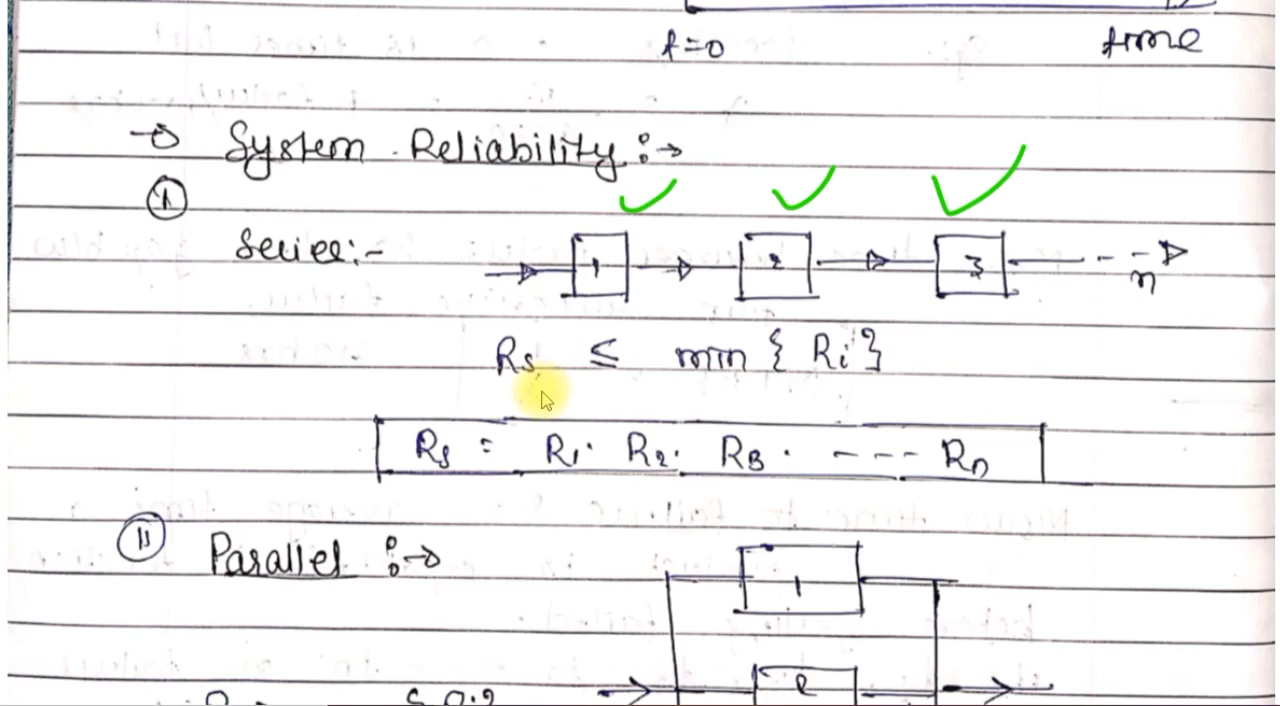 t=0 time
→ System Reliability :→
(I)
Series:-
1 2 3 n
Rs ≤ min { Ri }
Rs = R1 . R2 . R3 . ---- Rn
(II) Parallel :→
1
2